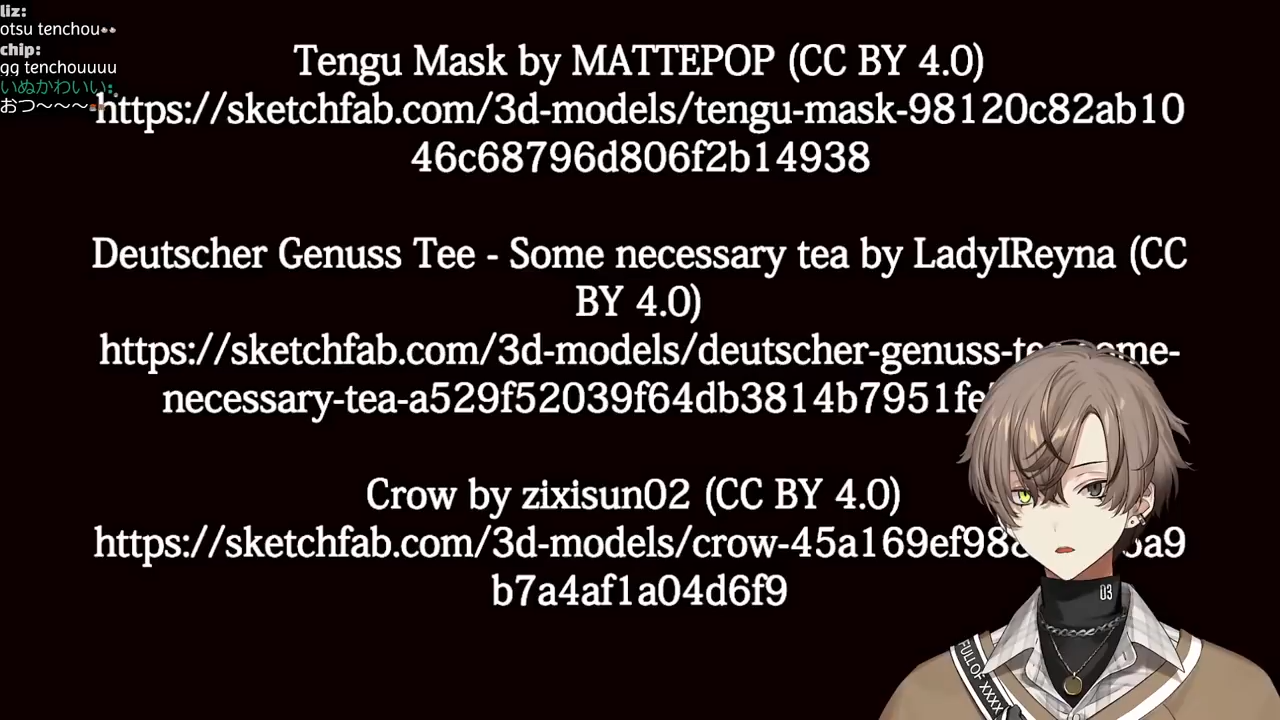 liz:
otsu tenchou
chip:
gg tenchouuuu
いぬかわいい:
おつ〜〜〜
Tengu Mask by MATTEPOP (CC BY 4.0)
https://sketchfab.com/3d-models/tengu-mask-98120c82ab10
46c68796d806f2b14938
Deutscher Genuss Tee - Some necessary tea by LadyIReyna (CC
BY 4.0)
https://sketchfab.com/3d-models/deutscher-genuss-
necessary-tea-a529f52039f64db3814b7951fe
Crow by zixisun02 (CC BY 4.0)
https://sketchfab.com/3d-models/crow-45a169ef98
b7a4af1a04d6f9
03
FULL OF XXXX